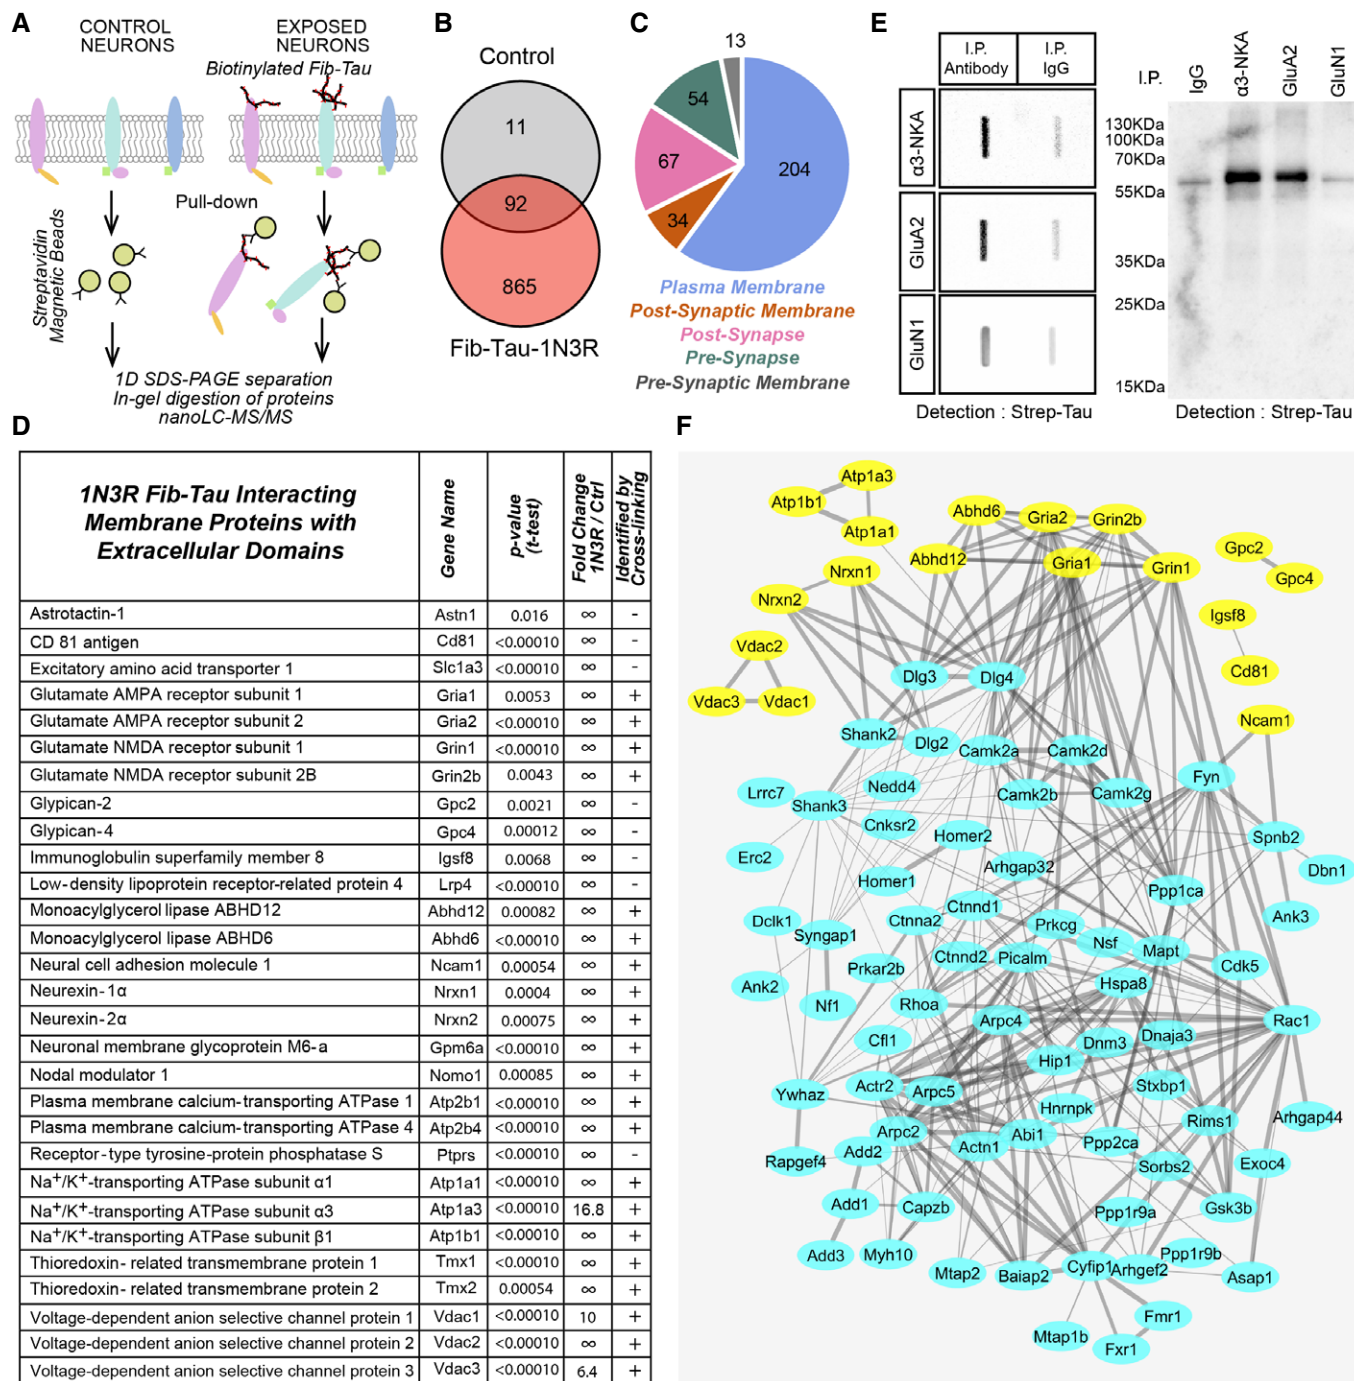 A
CONTROL
NEURONS
EXPOSED
NEURONS
Biotinylated Fib-Tau
Pull-down
Streptavidin
Magnetic Beads
1D SDS-PAGE separation
In-gel digestion of proteins
nanoLC-MS/MS
B
Control
11
92
865
Fib-Tau-1N3R
C
13
54
67
34
204
Plasma Membrane
Post-Synaptic Membrane
Post-Synapse
Pre-Synapse
Pre-Synaptic Membrane
E
I.P. Antibody
I.P. IgG
α3-NKA
GluA2
GluN1
Detection : Strep-Tau
I.P.
IgG
α3-NKA
GluA2
GluN1
130KDa
100KDa
70KDa
55KDa
35KDa
25KDa
15KDa
Detection : Strep-Tau
D
1N3R Fib-Tau Interacting
Membrane Proteins with
Extracellular Domains
Gene Name
p-value
(t-test)
Fold Change
1N3R / Ctrl
Identified by
Cross-linking
Astrotactin-1 Astn1 0.016 ∞ -
CD 81 antigen Cd81 <0.00010 ∞ -
Excitatory amino acid transporter 1 Slc1a3 <0.00010 ∞ -
Glutamate AMPA receptor subunit 1 Gria1 0.0053 ∞ +
Glutamate AMPA receptor subunit 2 Gria2 <0.00010 ∞ +
Glutamate NMDA receptor subunit 1 Grin1 <0.00010 ∞ +
Glutamate NMDA receptor subunit 2B Grin2b 0.0043 ∞ +
Glypican-2 Gpc2 0.0021 ∞ -
Glypican-4 Gpc4 0.00012 ∞ -
Immunoglobulin superfamily member 8 Igsf8 0.0068 ∞ -
Low-density lipoprotein receptor-related protein 4 Lrp4 <0.00010 ∞ -
Monoacylglycerol lipase ABHD12 Abhd12 0.00082 ∞ +
Monoacylglycerol lipase ABHD6 Abhd6 <0.00010 ∞ +
Neural cell adhesion molecule 1 Ncam1 0.00054 ∞ +
Neurexin-1α Nrxn1 0.0004 ∞ +
Neurexin-2α Nrxn2 0.00075 ∞ +
Neuronal membrane glycoprotein M6-a Gpm6a <0.00010 ∞ +
Nodal modulator 1 Nomo1 0.00085 ∞ +
Plasma membrane calcium-transporting ATPase 1 Atp2b1 <0.00010 ∞ +
Plasma membrane calcium-transporting ATPase 4 Atp2b4 <0.00010 ∞ +
Receptor-type tyrosine-protein phosphatase S Ptprs <0.00010 ∞ -
Na+/K+-transporting ATPase subunit α1 Atp1a1 <0.00010 ∞ +
Na+/K+-transporting ATPase subunit α3 Atp1a3 <0.00010 16.8 +
Na+/K+-transporting ATPase subunit β1 Atp1b1 <0.00010 ∞ +
Thioredoxin- related transmembrane protein 1 Tmx1 <0.00010 ∞ +
Thioredoxin- related transmembrane protein 2 Tmx2 0.00054 ∞ +
Voltage-dependent anion selective channel protein 1 Vdac1 <0.00010 10 +
Voltage-dependent anion selective channel protein 2 Vdac2 <0.00010 ∞ +
Voltage-dependent anion selective channel protein 3 Vdac3 <0.00010 6.4 +
F
Atp1a3
Atp1b1
Atp1a1
Abhd6
Gria2
Grin2b
Abhd12
Gria1
Grin1
Gpc2
Gpc4
Nrxn1
Nrxn2
Igsf8
Cd81
Vdac2
Vdac3
Vdac1
Dlg3
Dlg4
Ncam1
Shank2
Dlg2
Camk2a
Camk2d
Fyn
Lrrc7
Shank3
Nedd4
Camk2b
Camk2g
Cnksr2
Homer2
Spnb2
Erc2
Homer1
Arhgap32
Dbn1
Ppp1ca
Dclk1
Syngap1
Ctnna2
Ctnnd1
Prkcg
Nsf
Mapt
Ank3
Ctnnd2
Picalm
Cdk5
Ank2
Prkar2b
Hspa8
Nf1
Rhoa
Arpc4
Rac1
Cfl1
Dnm3
Dnaja3
Hip1
Ywhaz
Actr2
Arpc5
Stxbp1
Hnrnpk
Rims1
Arhgap44
Arpc2
Actn1
Abi1
Ppp2ca
Rapgef4
Add2
Sorbs2
Exoc4
Add1
Capzb
Ppp1r9a
Gsk3b
Add3
Myh10
Ppp1r9b
Mtap2
Baiap2
Cyfip1
Arhgef2
Asap1
Fmr1
Mtap1b
Fxr1